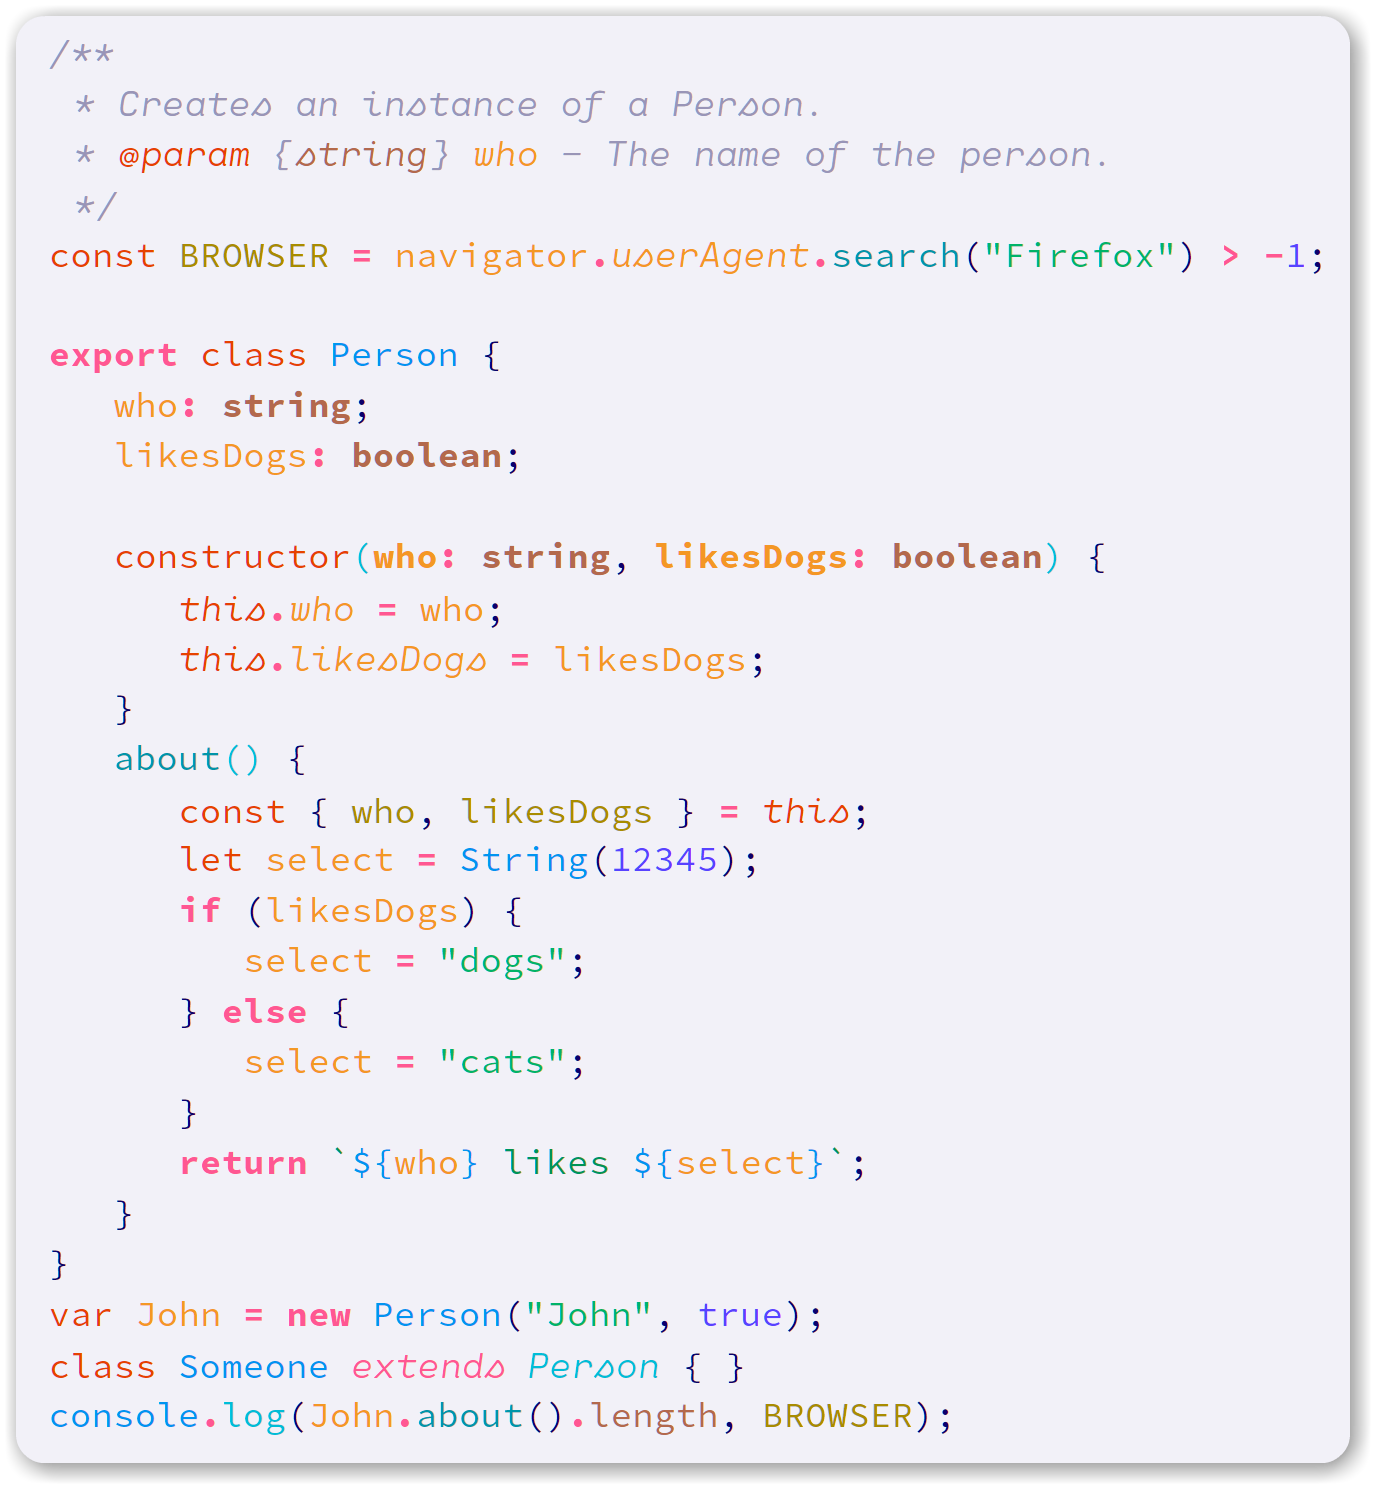 /**
 * Creates an instance of a Person.
 * @param {string} who - The name of the person.
 */
const BROWSER = navigator.userAgent.search("Firefox") > -1;

export class Person {
   who: string;
   likesDogs: boolean;

   constructor(who: string, likesDogs: boolean) {
      this.who = who;
      this.likesDogs = likesDogs;
   }
   about() {
      const { who, likesDogs } = this;
      let select = String(12345);
      if (likesDogs) {
         select = "dogs";
      } else {
         select = "cats";
      }
      return `${who} likes ${select}`;
   }
}
var John = new Person("John", true);
class Someone extends Person { }
console.log(John.about().length, BROWSER);